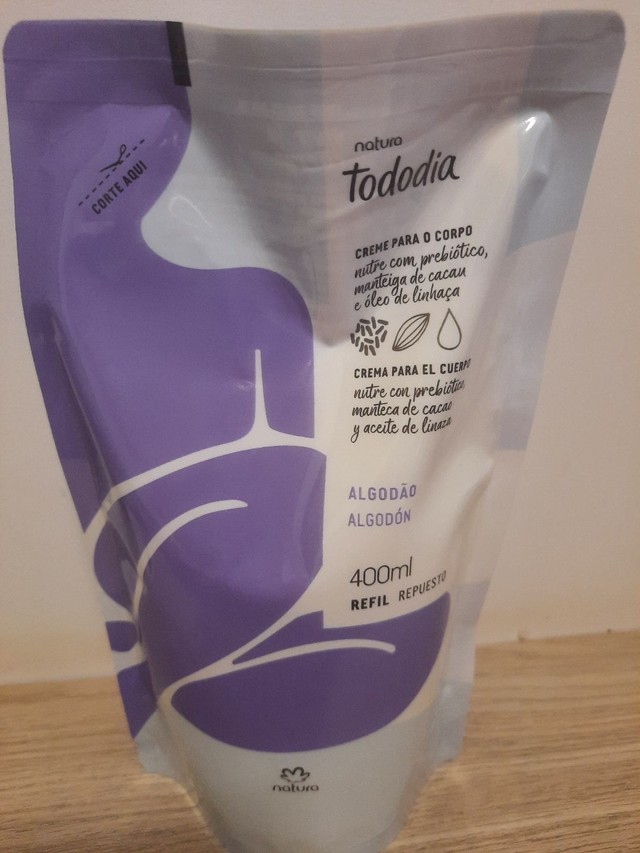 CORTE AQUI
natura
tododia
CREME PARA O CORPO
nutre com prebiótico,
manteiga de cacau
e óleo de linhaça
CREMA PARA EL CUERPO
nutre con prebiótico,
manteca de cacao
y aceite de linaza
ALGODÃO
ALGODÓN
400ml
REFIL REPUESTO
natura